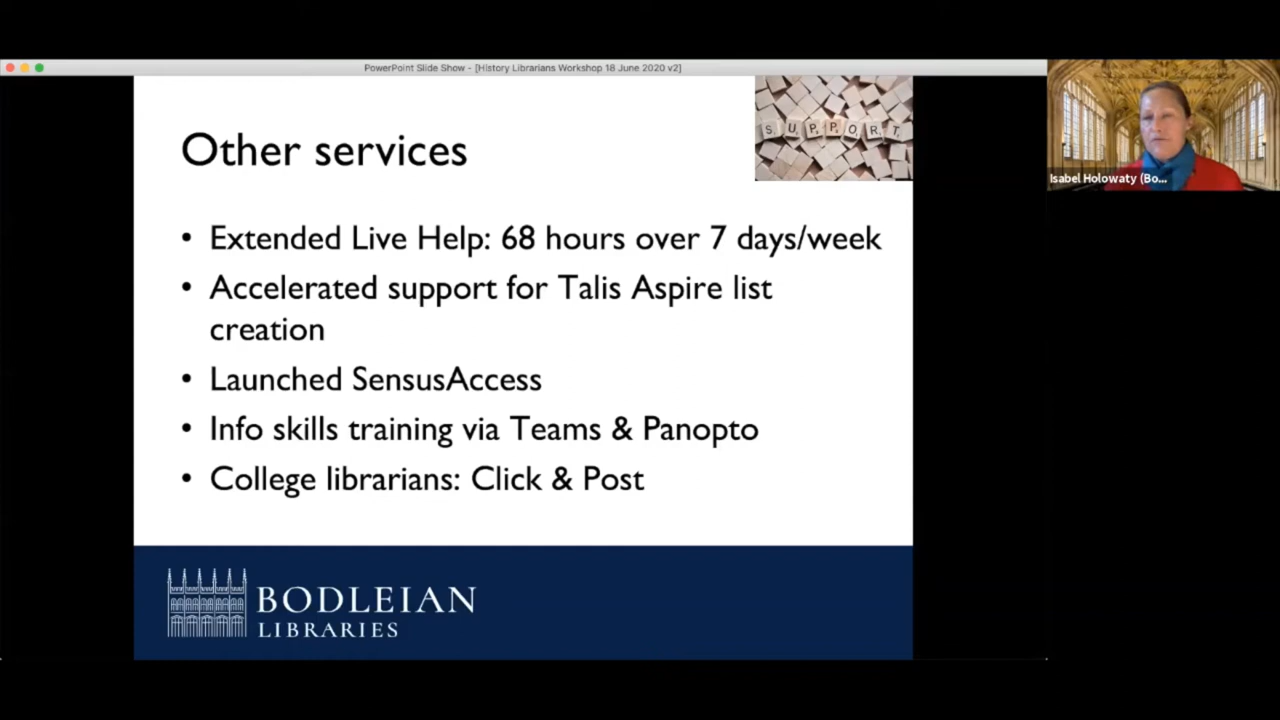 PowerPoint Slide Show - [History Librarians Workshop 18 June 2020 v2]
Other services
SUPPORT
Isabel Holowaty (Bo...
• Extended Live Help: 68 hours over 7 days/week
• Accelerated support for Talis Aspire list
creation
• Launched SensusAccess
• Info skills training via Teams & Panopto
• College librarians: Click & Post
BODLEIAN
LIBRARIES